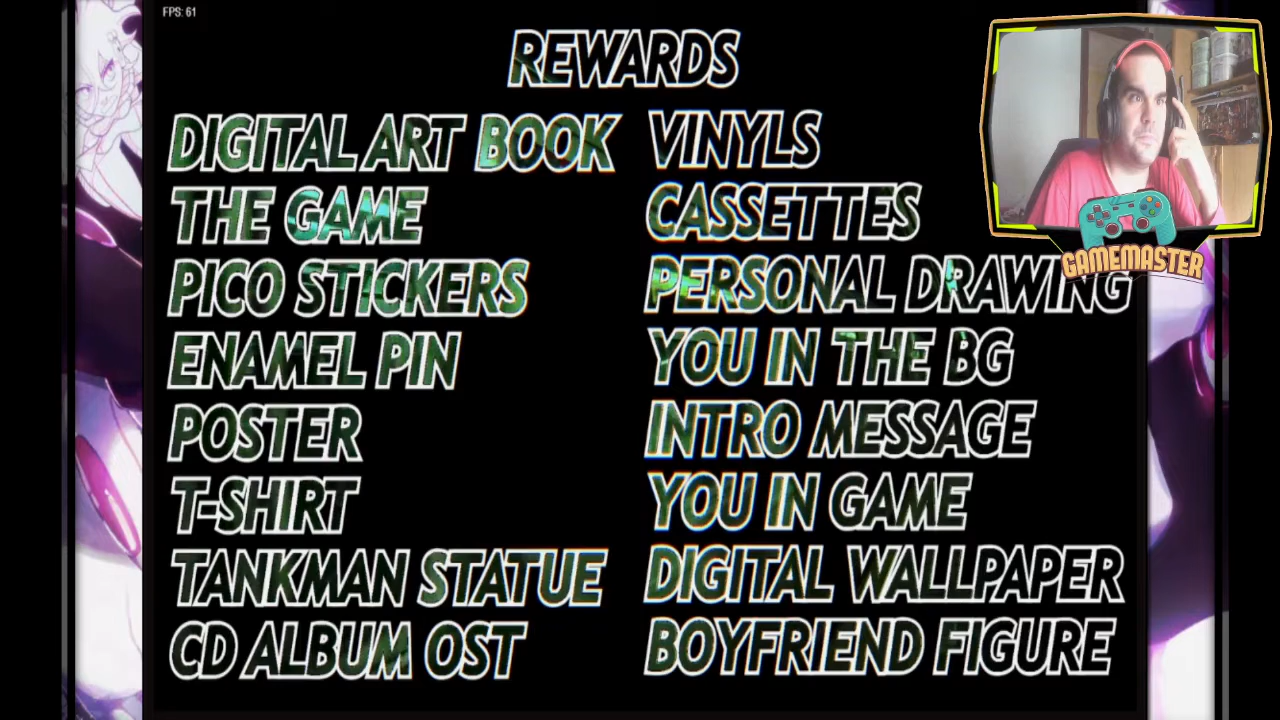 FPS: 61
REWARDS
DIGITAL ART BOOK
THE GAME
PICO STICKERS
ENAMEL PIN
POSTER
T-SHIRT
TANKMAN STATUE
CD ALBUM OST
VINYLS
CASSETTES
PERSONAL DRAWING
YOU IN THE BG
INTRO MESSAGE
YOU IN GAME
DIGITAL WALLPAPER
BOYFRIEND FIGURE
GAMEMASTER